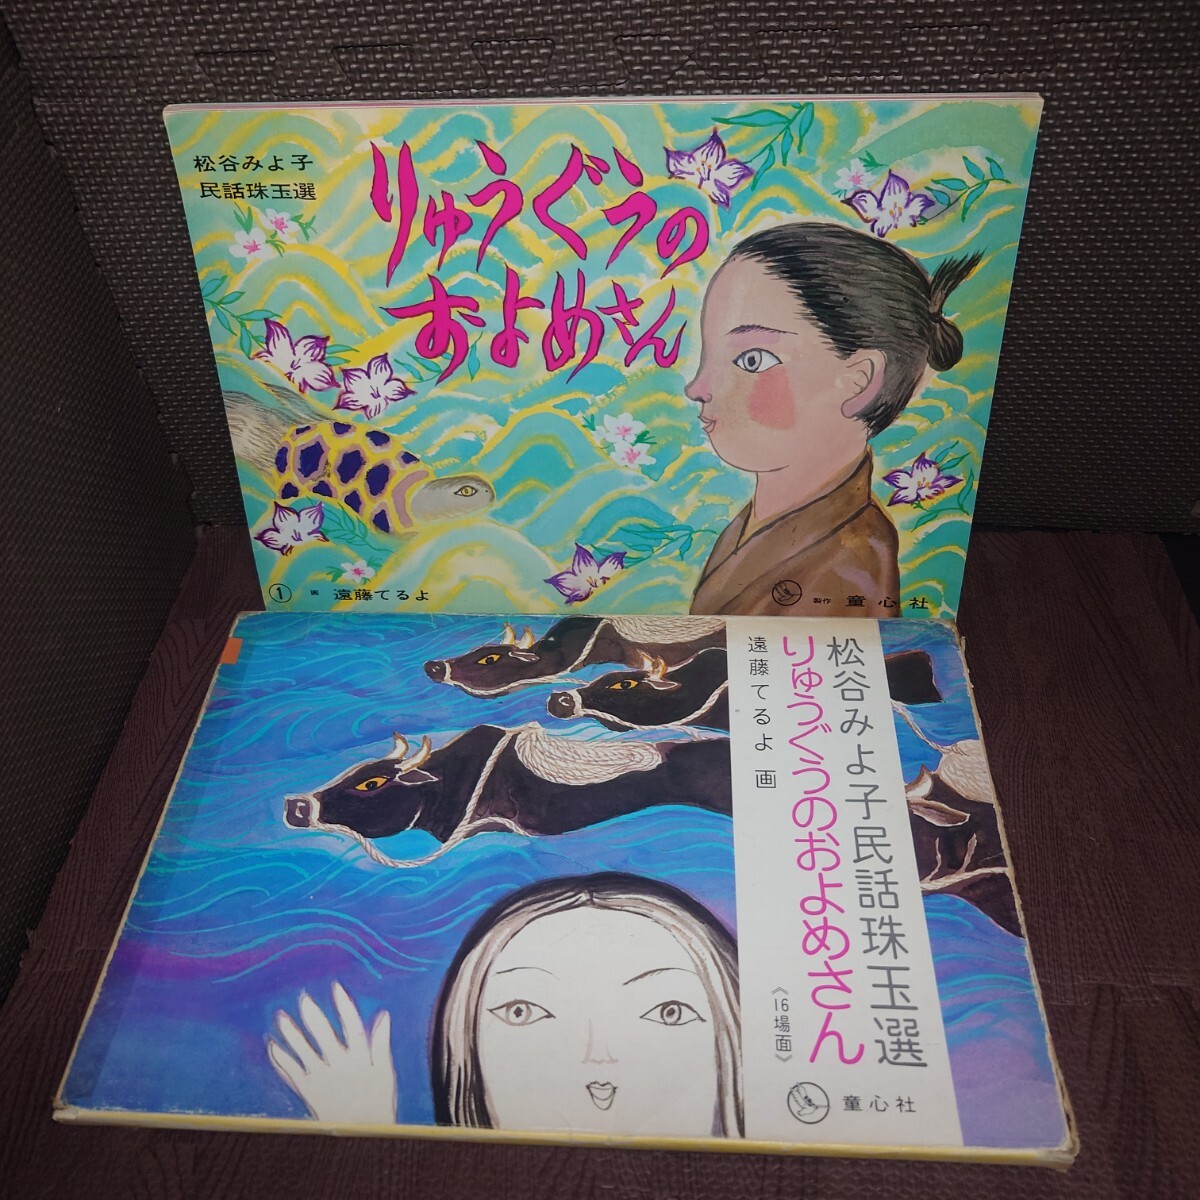 松谷みよ子
民話珠玉選
りゅうぐうの
およめさん
1 画 遠藤てるよ
製作 童心社
松谷みよ子民話珠玉選
りゅうぐうのおよめさん
《16場面》
遠藤てるよ 画
童心社